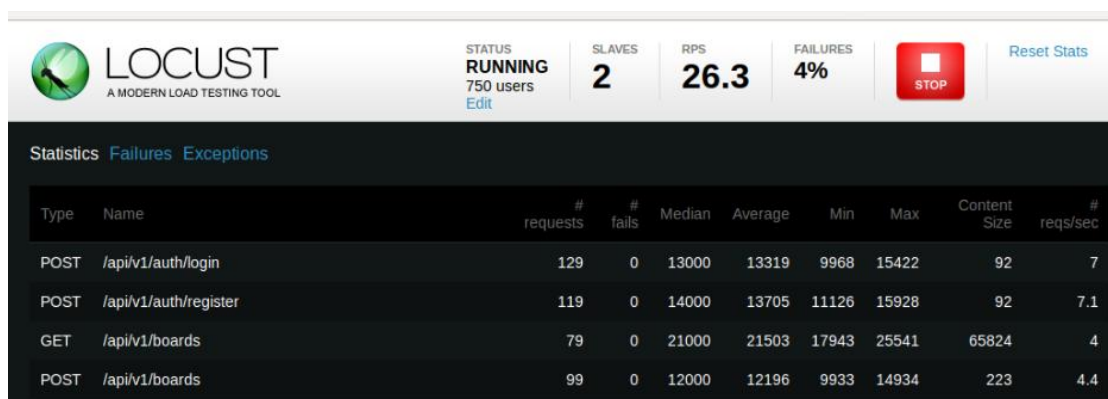 LOCUST
A MODERN LOAD TESTING TOOL
STATUS
RUNNING
750 users
Edit
SLAVES
2
RPS
26.3
FAILURES
4%
STOP
Reset Stats
Statistics Failures Exceptions
Type Name # requests # fails Median Average Min Max Content Size # reqs/sec
POST /api/v1/auth/login 129 0 13000 13319 9968 15422 92 7
POST /api/v1/auth/register 119 0 14000 13705 11126 15928 92 7.1
GET /api/v1/boards 79 0 21000 21503 17943 25541 65824 4
POST /api/v1/boards 99 0 12000 12196 9933 14934 223 4.4